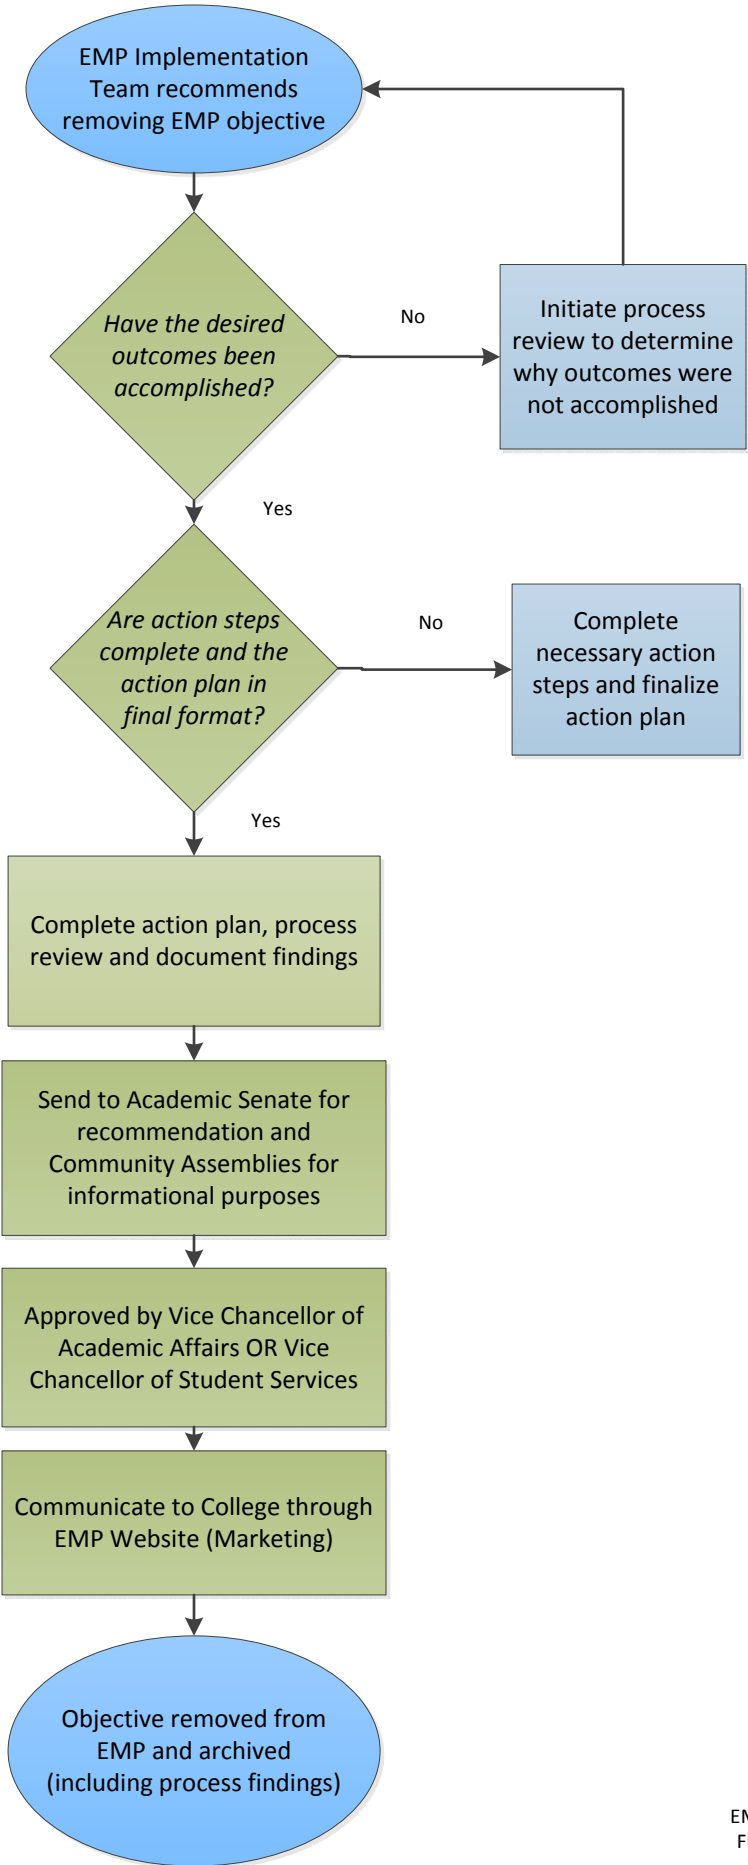 EMP Implementation
Team recommends
removing EMP objective
Have the desired
outcomes been
accomplished?
No
Initiate process
review to determine
why outcomes were
not accomplished
Yes
Are action steps
complete and the
action plan in
final format?
No
Complete
necessary action
steps and finalize
action plan
Yes
Complete action plan, process
review and document findings
Send to Academic Senate for
recommendation and
Community Assemblies for
informational purposes
Approved by Vice Chancellor of
Academic Affairs OR Vice
Chancellor of Student Services
Communicate to College through
EMP Website (Marketing)
Objective removed from
EMP and archived
(including process findings)